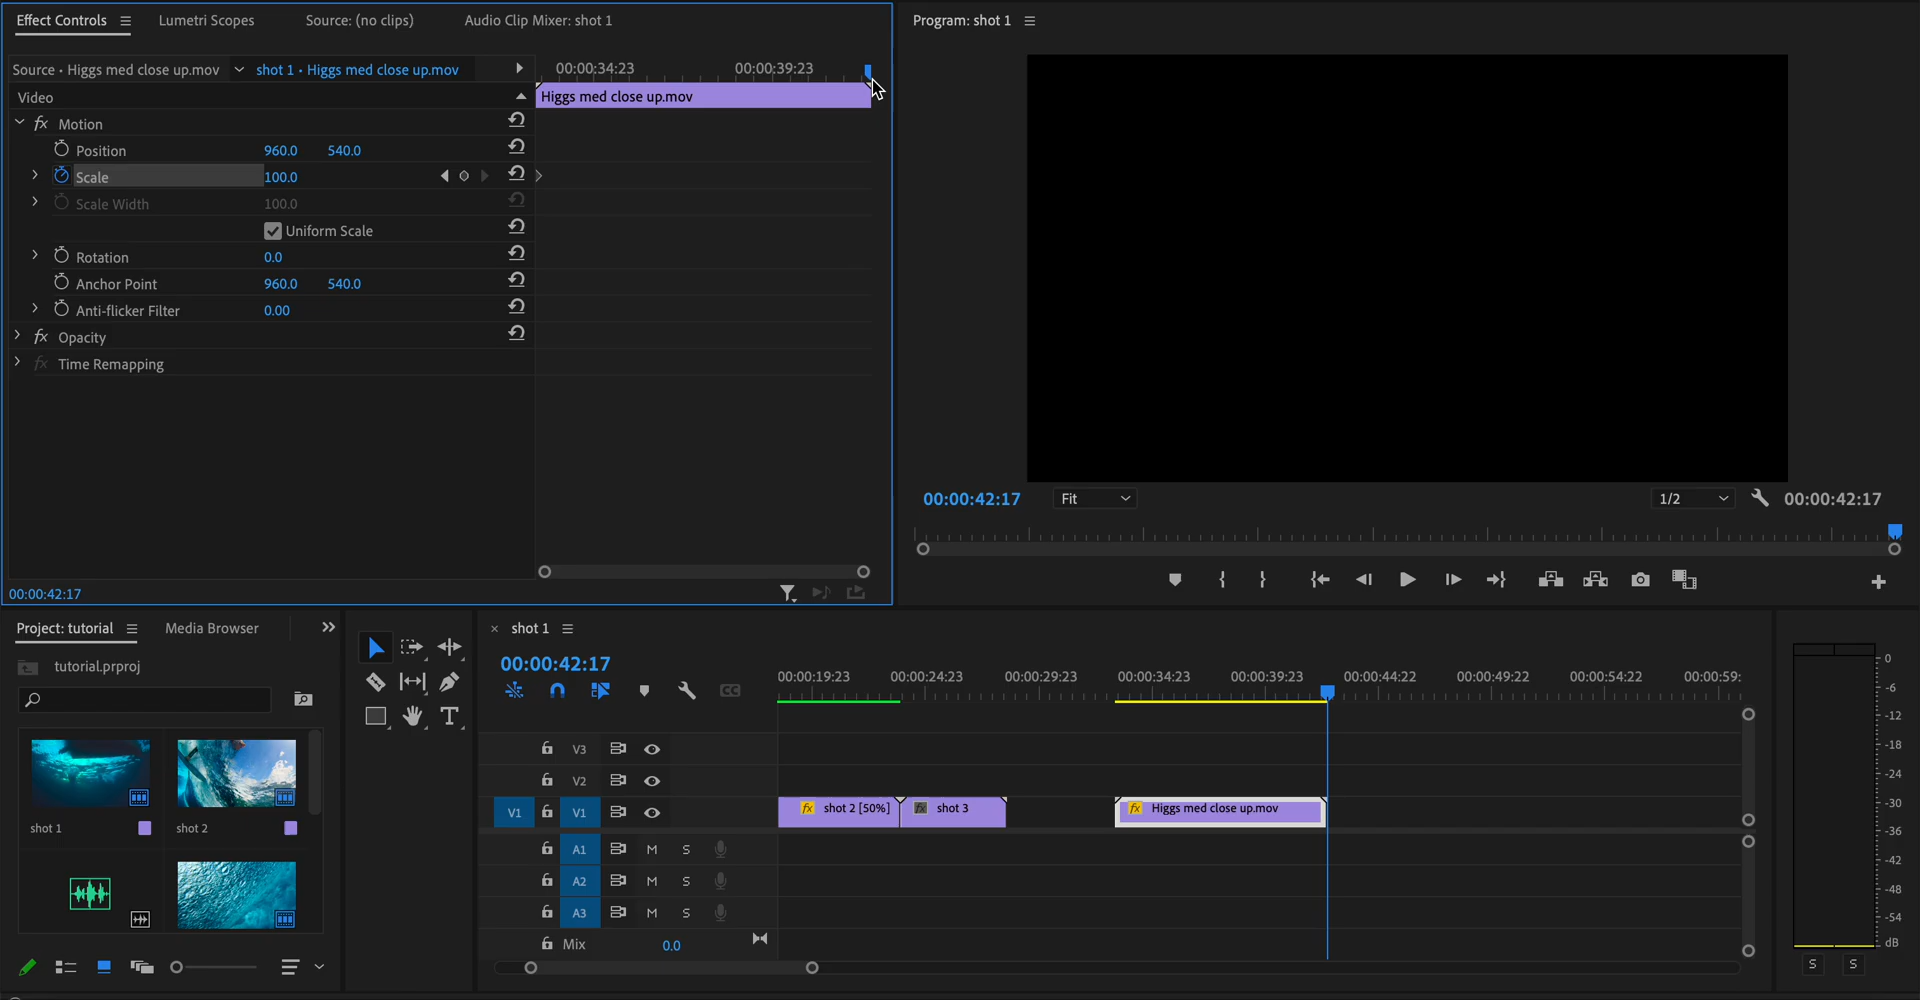 Effect Controls
Lumetri Scopes
Source: (no clips)
Audio Clip Mixer: shot 1
Source • Higgs med close up.mov
shot 1 • Higgs med close up.mov
00:00:34:23
00:00:39:23
Video
Higgs med close up.mov
fx Motion
Position 960.0 540.0
Scale 100.0
Scale Width 100.0
Uniform Scale
Rotation 0.0
Anchor Point 960.0 540.0
Anti-flicker Filter 0.00
fx Opacity
fx Time Remapping
00:00:42:17
Program: shot 1
00:00:42:17
Fit
1/2
00:00:42:17
Project: tutorial
Media Browser
tutorial.prproj
shot 1
shot 2
T
shot 1
00:00:42:17
CC
00:00:19:23
00:00:24:23
00:00:29:23
00:00:34:23
00:00:39:23
00:00:44:22
00:00:49:22
00:00:54:22
00:00:59:
V3
V2
V1 V1
fx shot 2 [50%]
fx shot 3
fx Higgs med close up.mov
A1 M S
A2 M S
A3 M S
Mix 0.0
0
-6
-12
-18
-24
-30
-36
-42
-48
-54
dB
S S